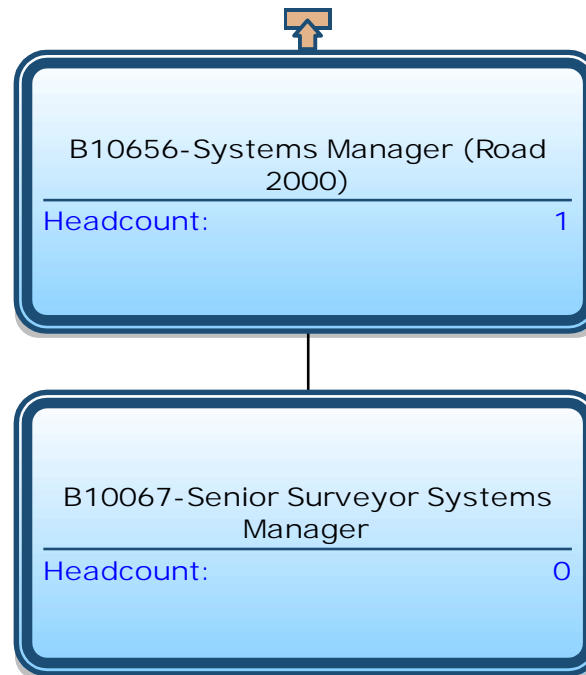 B10656-Systems Manager (Road
2000)
Headcount: 1
B10067-Senior Surveyor Systems
Manager
Headcount: 0